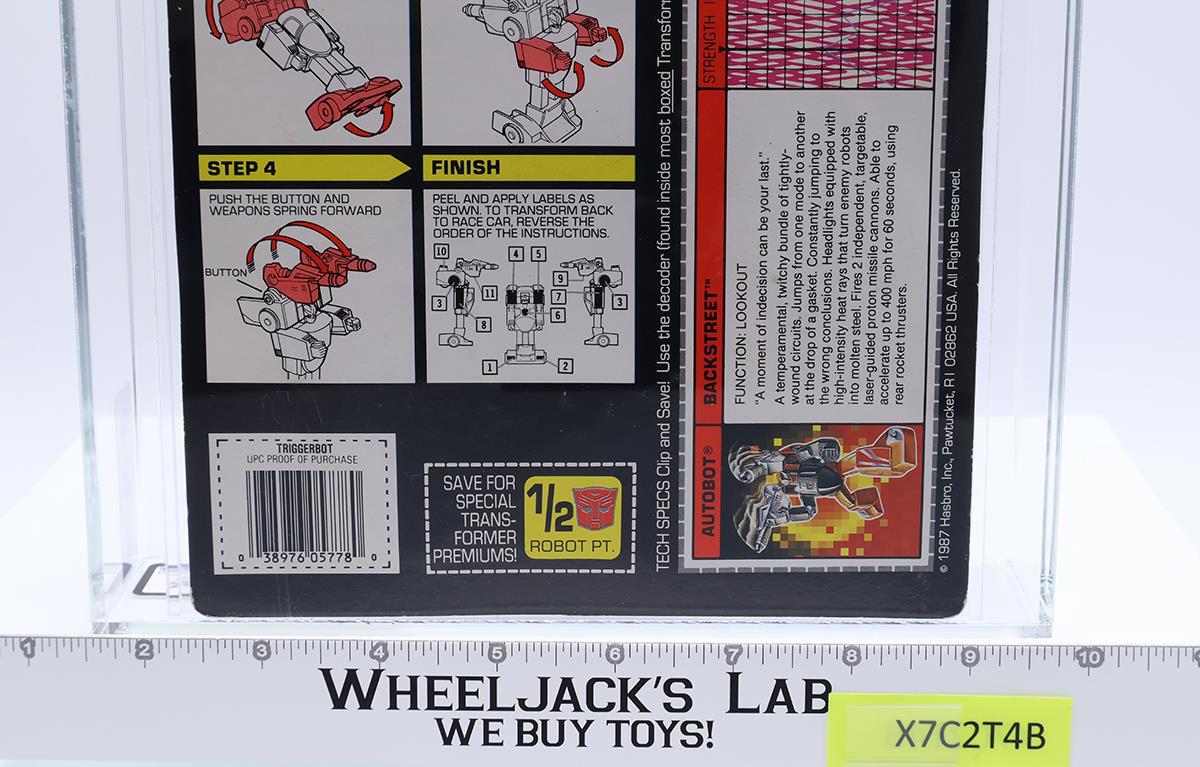 STEP 4
PUSH THE BUTTON AND
WEAPONS SPRING FORWARD
BUTTON
FINISH
PEEL AND APPLY LABELS AS
SHOWN. TO TRANSFORM BACK
TO RACE CAR, REVERSE THE
ORDER OF THE INSTRUCTIONS.
10
4
5
9
3
11
7
3
8
6
1
2
TRIGGERBOT
UPC PROOF OF PURCHASE
0 38976 05778 0
SAVE FOR
SPECIAL
TRANS-
FORMER
PREMIUMS!
1/2
ROBOT PT.
TECH SPECS Clip and Save! Use the decoder (found inside most boxed Transfor
AUTOBOT® BACKSTREET™
STRENGTH
FUNCTION: LOOKOUT
"A moment of indecision can be your last."
A temperamental, twitchy bundle of tightly-
wound circuits. Jumps from one mode to another
at the drop of a gasket. Constantly jumping to
the wrong conclusions. Headlights equipped with
high-intensity heat rays that turn enemy robots
into molten steel. Fires 2 independent, targetable,
laser-guided proton missile cannons. Able to
accelerate up to 400 mph for 60 seconds, using
rear rocket thrusters.
© 1987 Hasbro, Inc., Pawtucket, RI 02862 USA. All Rights Reserved.
1 2 3 4 5 6 7 8 9 10
WHEELJACK'S LAB
WE BUY TOYS!
X7C2T4B